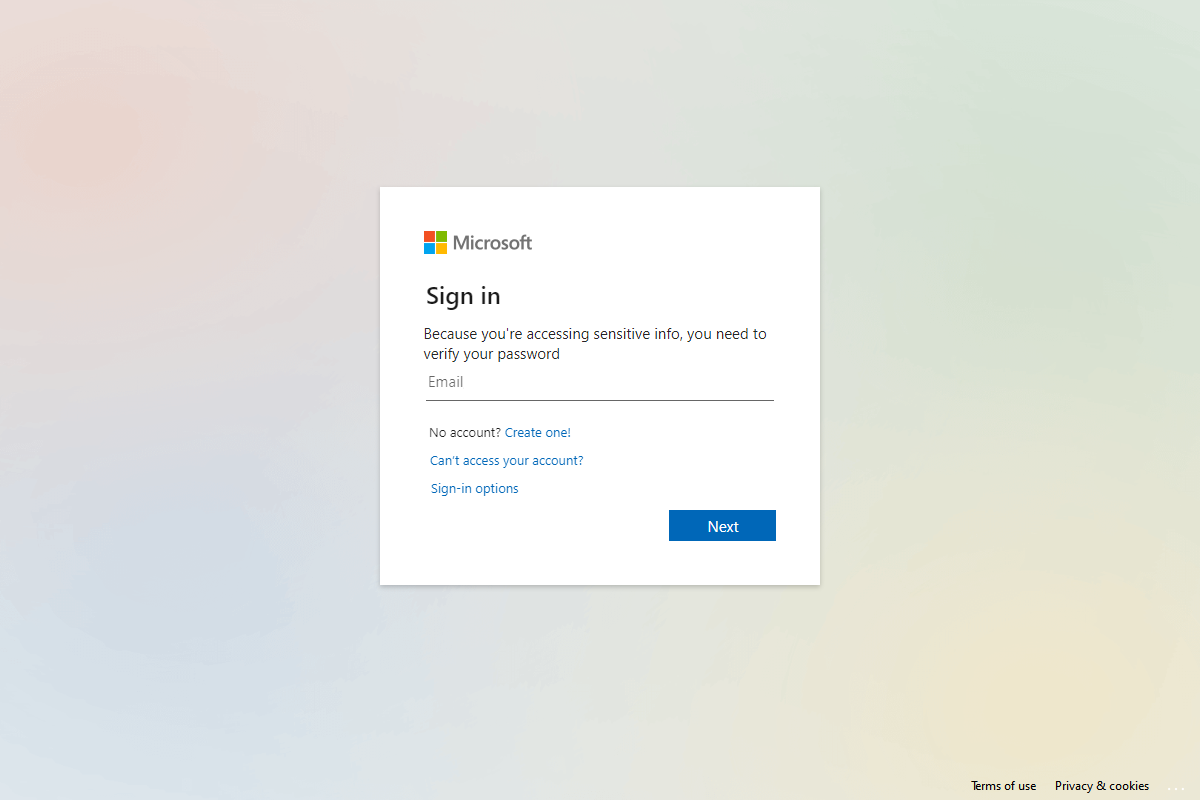 Microsoft
Sign in
Because you're accessing sensitive info, you need to
verify your password
Email
No account? Create one!
Can't access your account?
Sign-in options
Next
Terms of use Privacy & cookies ...